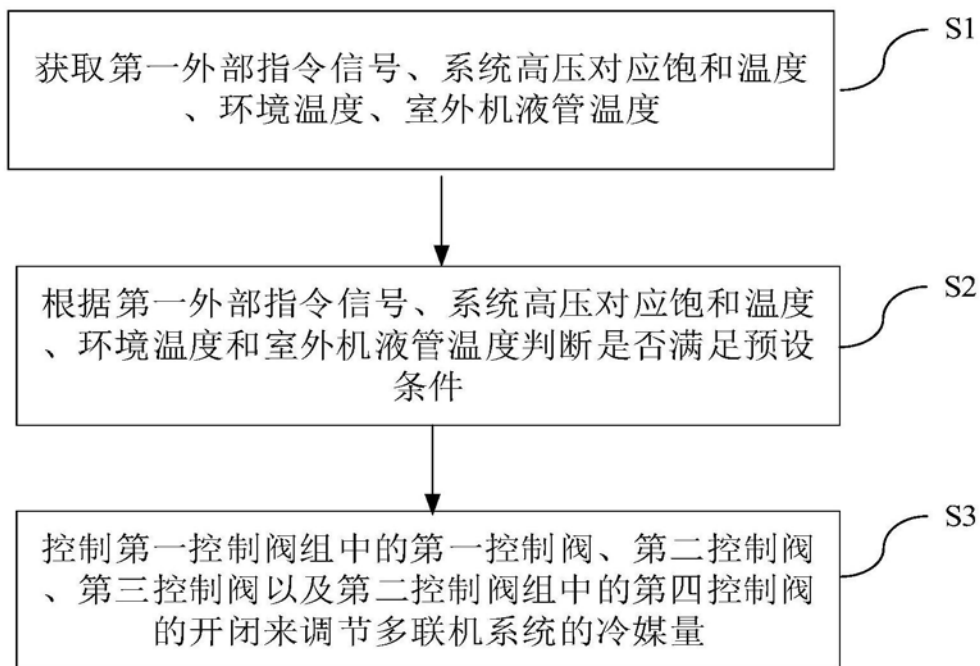 获取第一外部指令信号、系统高压对应饱和温度
、环境温度、室外机液管温度
S1
根据第一外部指令信号、系统高压对应饱和温度
、环境温度和室外机液管温度判断是否满足预设
条件
S2
控制第一控制阀组中的第一控制阀、第二控制阀
、第三控制阀以及第二控制阀组中的第四控制阀
的开闭来调节多联机系统的冷媒量
S3